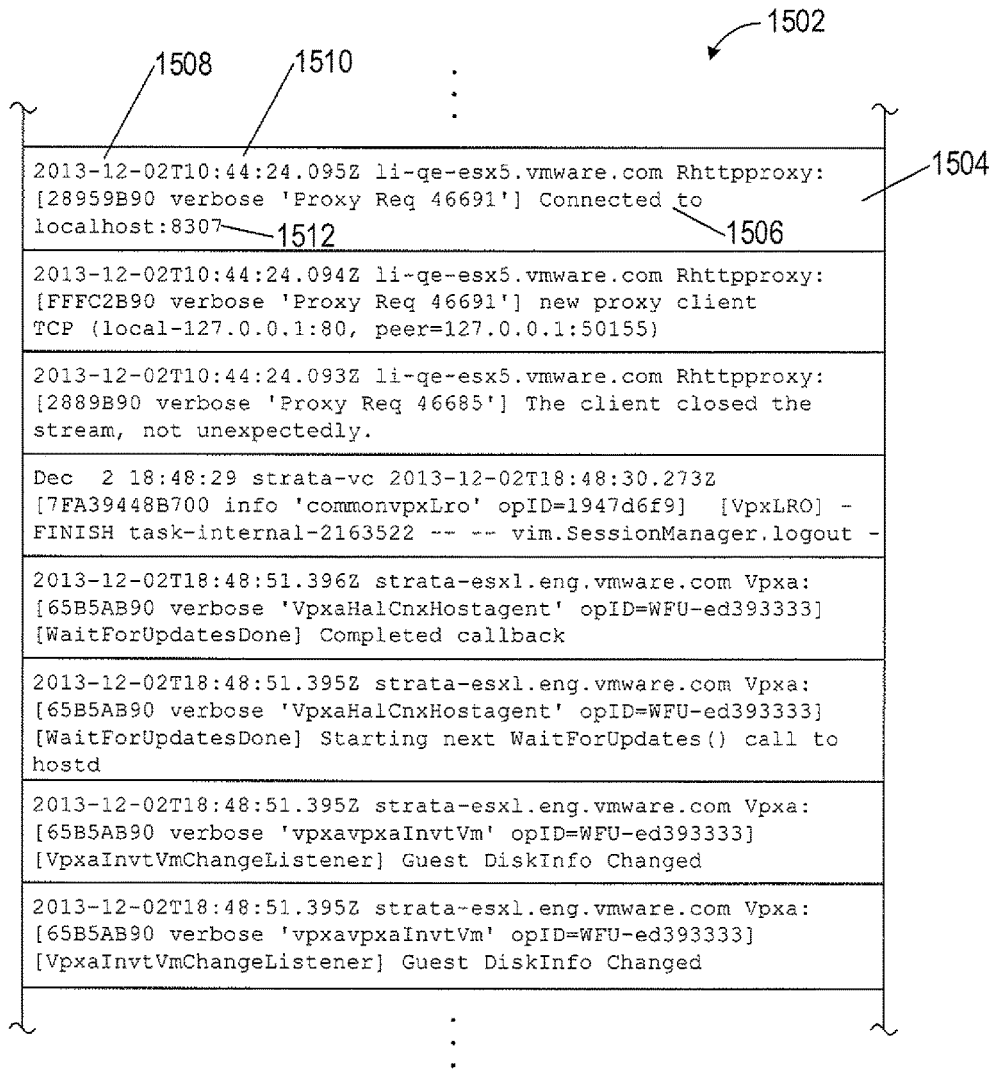 1502
1508
1510
2013-12-02T10:44:24.095Z li-qe-esx5.vmware.com Rhttpproxy:
1504
[28959B90 verbose 'Proxy Req 46691'] Connected to
localhost:8307
1512
1506
2013-12-02T10:44:24.094Z li-qe-esx5.vmware.com Rhttpproxy:
[FFFC2B90 verbose 'Proxy Req 46691'] new proxy client
TCP (local-127.0.0.1:80, peer=127.0.0.1:50155)
2013-12-02T10:44:24.093Z li-qe-esx5.vmware.com Rhttpproxy:
[2889B90 verbose 'Proxy Req 46685'] The client closed the
stream, not unexpectedly.
Dec  2 18:48:29 strata-vc 2013-12-02T18:48:30.273Z
[7FA39448B700 info 'commonvpxLro' opID=1947d6f9]  [VpxLRO] -
FINISH task-internal-2163522 -- -- vim.SessionManager.logout -
2013-12-02T18:48:51.396Z strata-esxl.eng.vmware.com Vpxa:
[65B5AB90 verbose 'VpxaHalCnxHostagent' opID=WFU-ed393333]
[WaitForUpdatesDone] Completed callback
2013-12-02T18:48:51.395Z strata-esxl.eng.vmware.com Vpxa:
[65B5AB90 verbose 'VpxaHalCnxHostagent' opID=WFU-ed393333]
[WaitForUpdatesDone] Starting next WaitForUpdates() call to
hostd
2013-12-02T18:48:51.395Z strata-esxl.eng.vmware.com Vpxa:
[65B5AB90 verbose 'vpxavpxaInvtVm' opID=WFU-ed393333]
[VpxaInvtVmChangeListener] Guest DiskInfo Changed
2013-12-02T18:48:51.395Z strata-esxl.eng.vmware.com Vpxa:
[65B5AB90 verbose 'vpxavpxaInvtVm' opID=WFU-ed393333]
[VpxaInvtVmChangeListener] Guest DiskInfo Changed